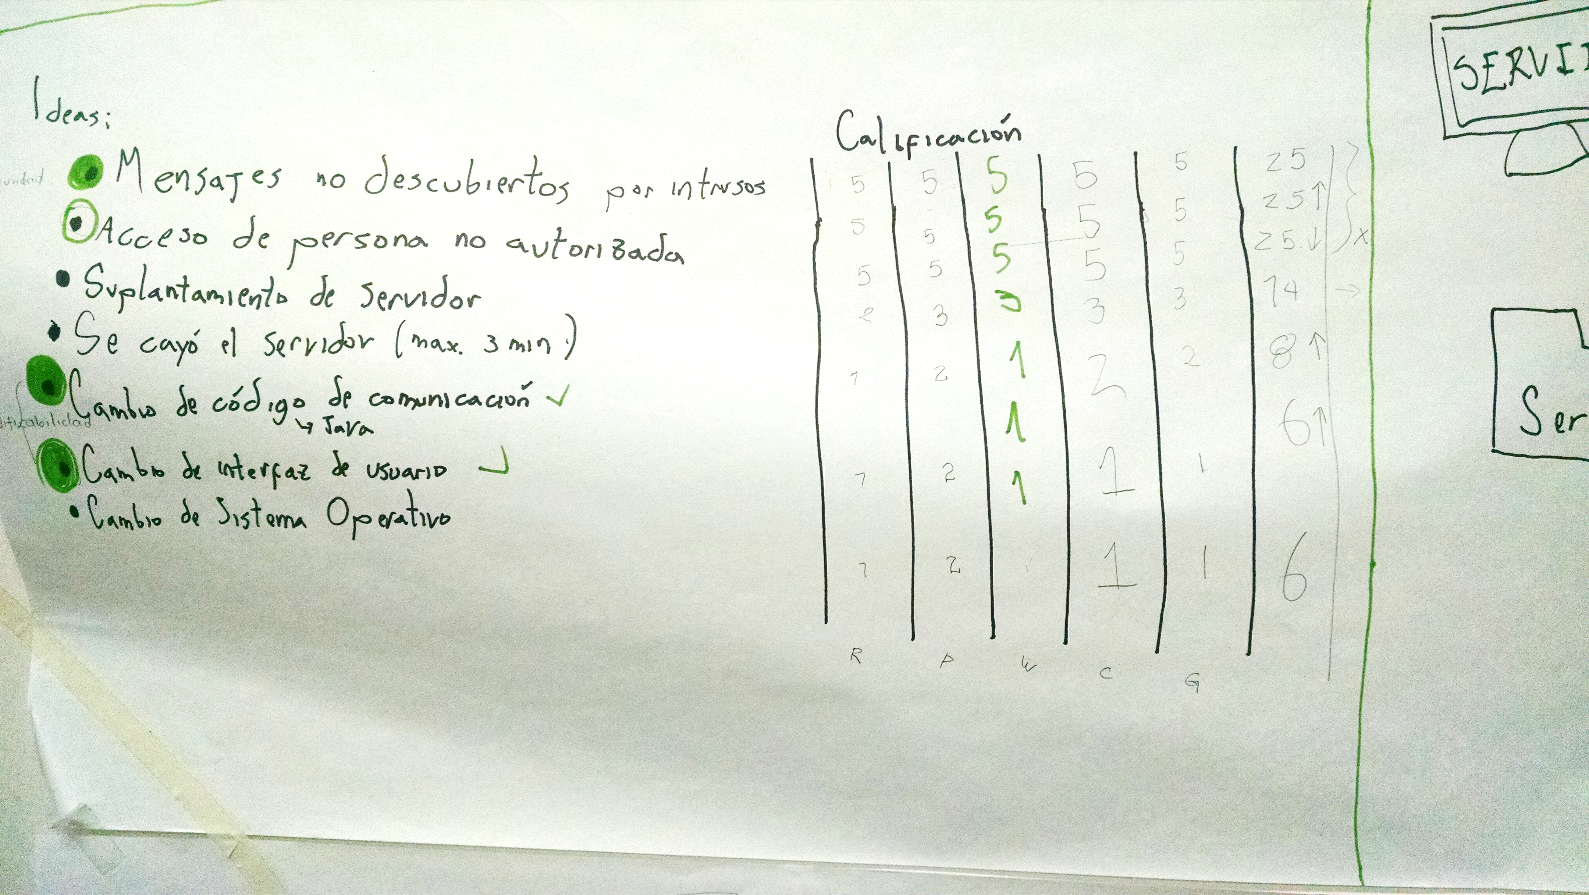 Ideas:
Mensajes no descubiertos por intrusos
Acceso de persona no autorizada
Suplantamiento de servidor
Se cayó el servidor (max. 3 min.)
Cambio de código de comunicación ✓
↳ Java
Cambio de interfaz de usuario ✓
Cambio de Sistema Operativo
Calificación
5 5 5 5 5 25
5 5 5 5 5 25↑
5 5 5 5 5 25↓ x
3 3 3 3 14 →
1 2 1 2 2 8↑
1 6↑
1 2 1 1 1
1 2 1 1 6
R P W C G
SERVI
Ser